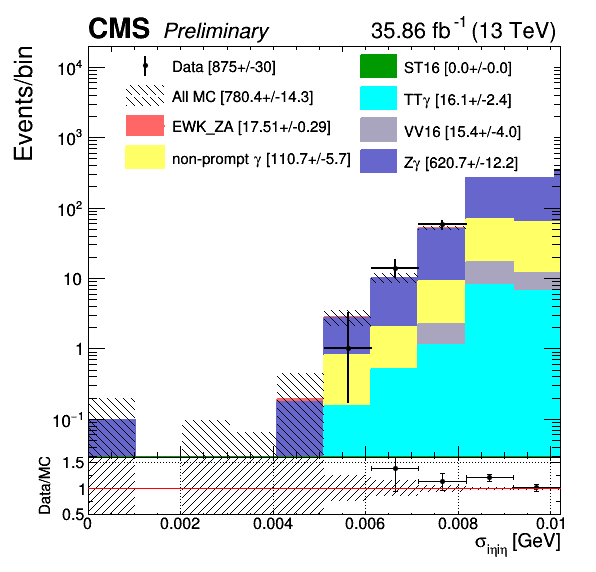 CMS Preliminary 35.86 fb⁻¹ (13 TeV)
Events/bin
10⁴
10³
10²
10
1
10⁻¹
Data [875+/-30]
All MC [780.4+/-14.3]
EWK_ZA [17.51+/-0.29]
non-prompt γ [110.7+/-5.7]
ST16 [0.0+/-0.0]
TTγ [16.1+/-2.4]
VV16 [15.4+/-4.0]
Zγ [620.7+/-12.2]
Data/MC
1.5
1
0.5
0 0.002 0.004 0.006 0.008 0.01
σiηiη [GeV]